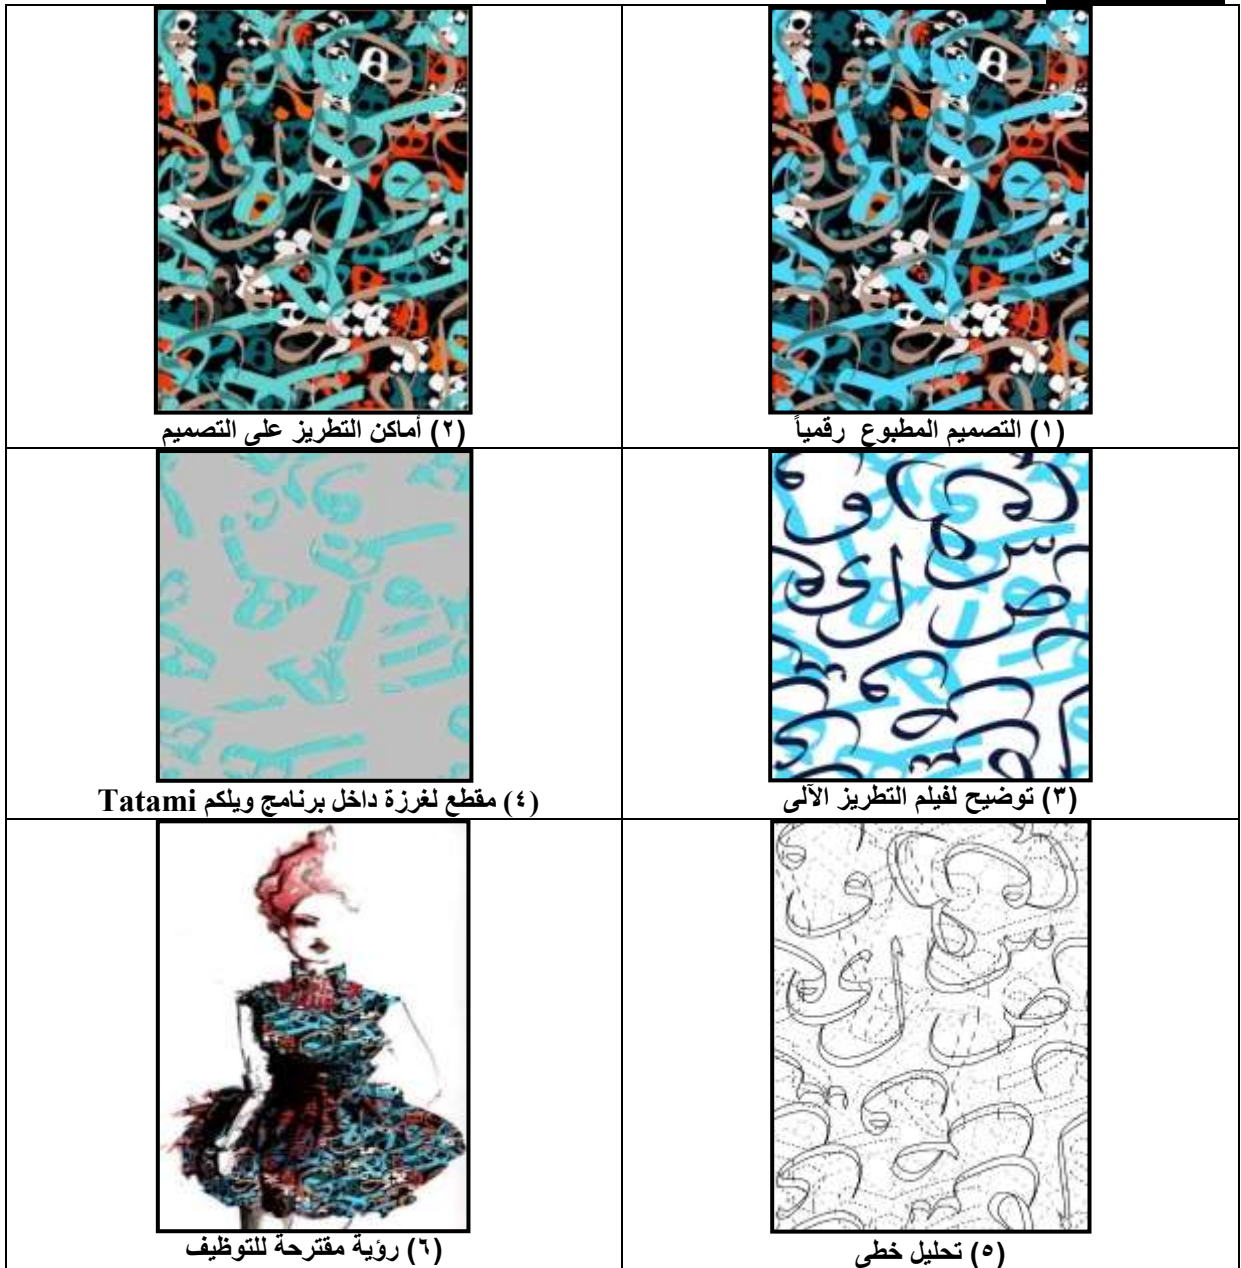 (١) التصميم المطبوع رقمياً
(٢) أماكن التطريز على التصميم
(٣) توضيح لفيلم التطريز الآلى
(٤) مقطع لغرزة داخل برنامج ويلكم Tatami
(٥) تحليل خطى
(٦) رؤية مقترحة للتوظيف